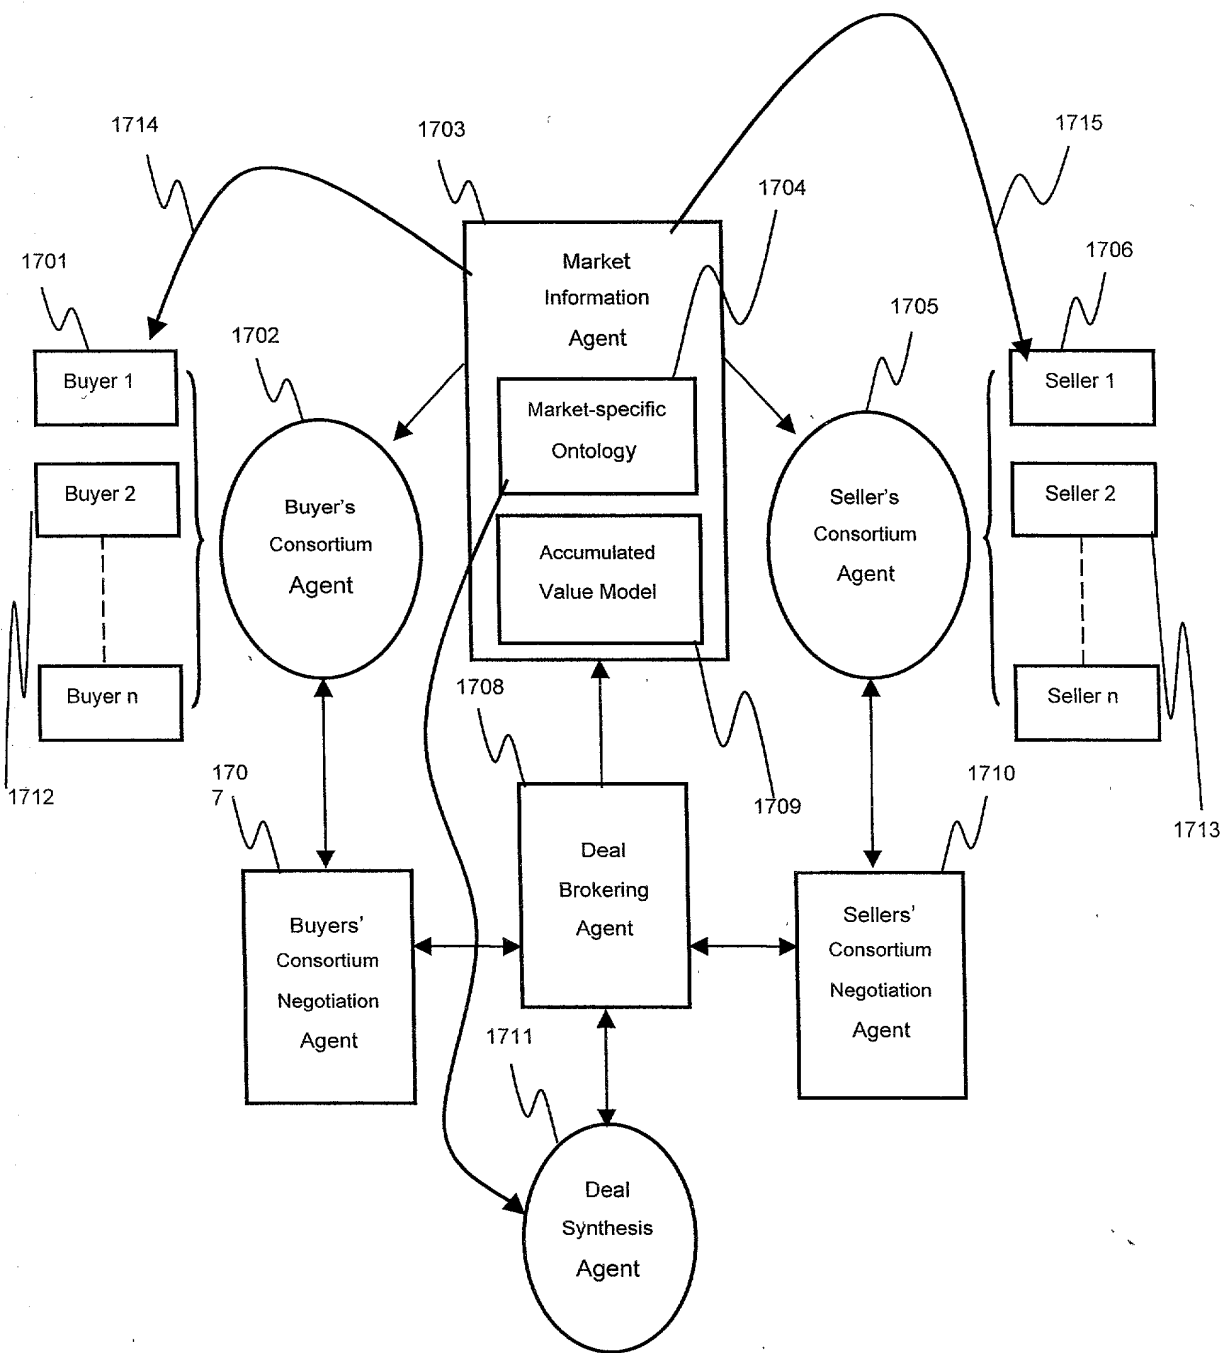 1714
1703
1715
1704
1701
1706
1702
1705
Market
Information
Agent
Buyer 1
Seller 1
Market-specific
Ontology
Buyer 2
Seller 2
Buyer's
Consortium
Agent
Seller's
Consortium
Agent
Accumulated
Value Model
Buyer n
Seller n
1708
170
7
1712
1709
1710
1713
Deal
Brokering
Agent
Buyers'
Consortium
Negotiation
Agent
Sellers'
Consortium
Negotiation
Agent
1711
Deal
Synthesis
Agent